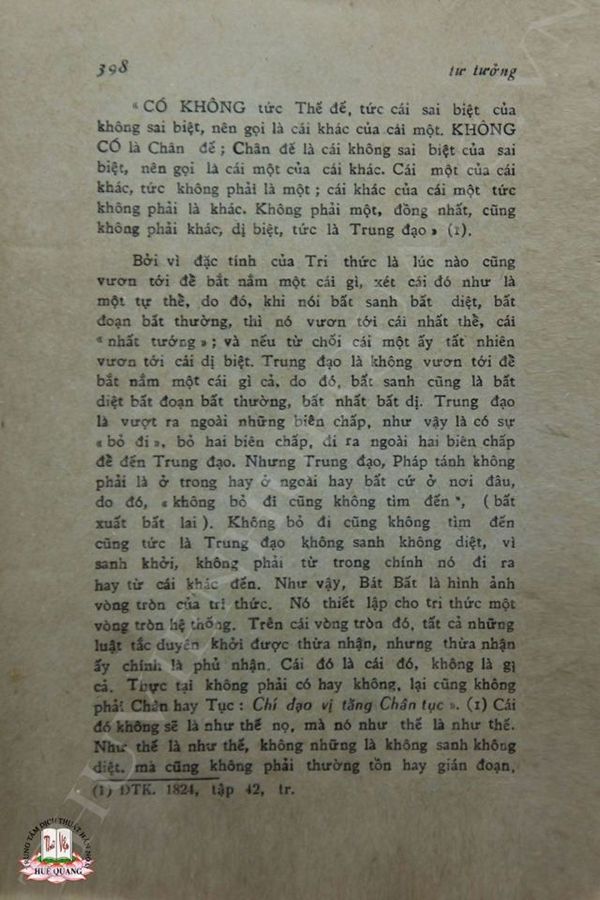 398 tư tưởng
« CÓ KHÔNG tức Thế đế, tức cái sai biệt của
không sai biệt, nên gọi là cái khác của cái một. KHÔNG
CÓ là Chân đế ; Chân đế là cái không sai biệt của sai
biệt, nên gọi là cái một của cái khác. Cái một của cái
khác, tức không phải là một ; cái khác của cái một tức
không phải là khác. Không phải một, đồng nhất, cũng
không phải khác, dị biệt, tức là Trung đạo » (1).
Bởi vì đặc tính của Tri thức là lúc nào cũng
vươn tới để bắt nắm một cái gì, xét cái đó như là
một tự thể, do đó, khi nói bất sanh bất diệt, bất
đoạn bất thường, thì nó vươn tới cái nhất thể, cái
« nhất tướng » ; và nếu từ chối cái một ấy tất nhiên
vươn tới cái dị biệt. Trung đạo là không vươn tới để
bắt nắm một cái gì cả, do đó, bất sanh cũng là bất
diệt bất đoạn bất thường, bất nhất bất dị. Trung đạo
là vượt ra ngoài những biên chấp, như vậy là có sự
« bỏ đi », bỏ hai biên chấp, đi ra ngoài hai biên chấp
để đến Trung đạo. Nhưng Trung đạo, Pháp tánh không
phải là ở trong hay ở ngoài hay bất cứ ở nơi đâu,
do đó, « không bỏ đi cũng không tìm đến », ( bất
xuất bất lai ). Không bỏ đi cũng không tìm đến
cũng tức là Trung đạo không sanh không diệt, vì
sanh khởi, không phải từ trong chính nó đi ra
hay từ cái khác đến. Như vậy, Bát Bất là hình ảnh
vòng tròn của tri thức. Nó thiết lập cho tri thức một
vòng tròn hệ thống. Trên cái vòng tròn đó, tất cả những
luật tắc duyên khởi được thừa nhận, nhưng thừa nhận
ấy chính là phủ nhận. Cái đó là cái đó, không là gì
cả. Thực tại không phải có hay không, lại cũng không
phải Chân hay Tục : Chí đạo vị tằng Chân tục ». (1) Cái
đó không sẽ là như thế nọ, mà nó như thế là như thế.
Như thế là như thế, không những là không sanh không
diệt. mà cũng không phải thường tồn hay gián đoạn,
(1) ĐTK. 1824, tập 42, tr.
TRUNG TÂM DỊCH THUẬT HÁN NÔM
HUỆ QUANG